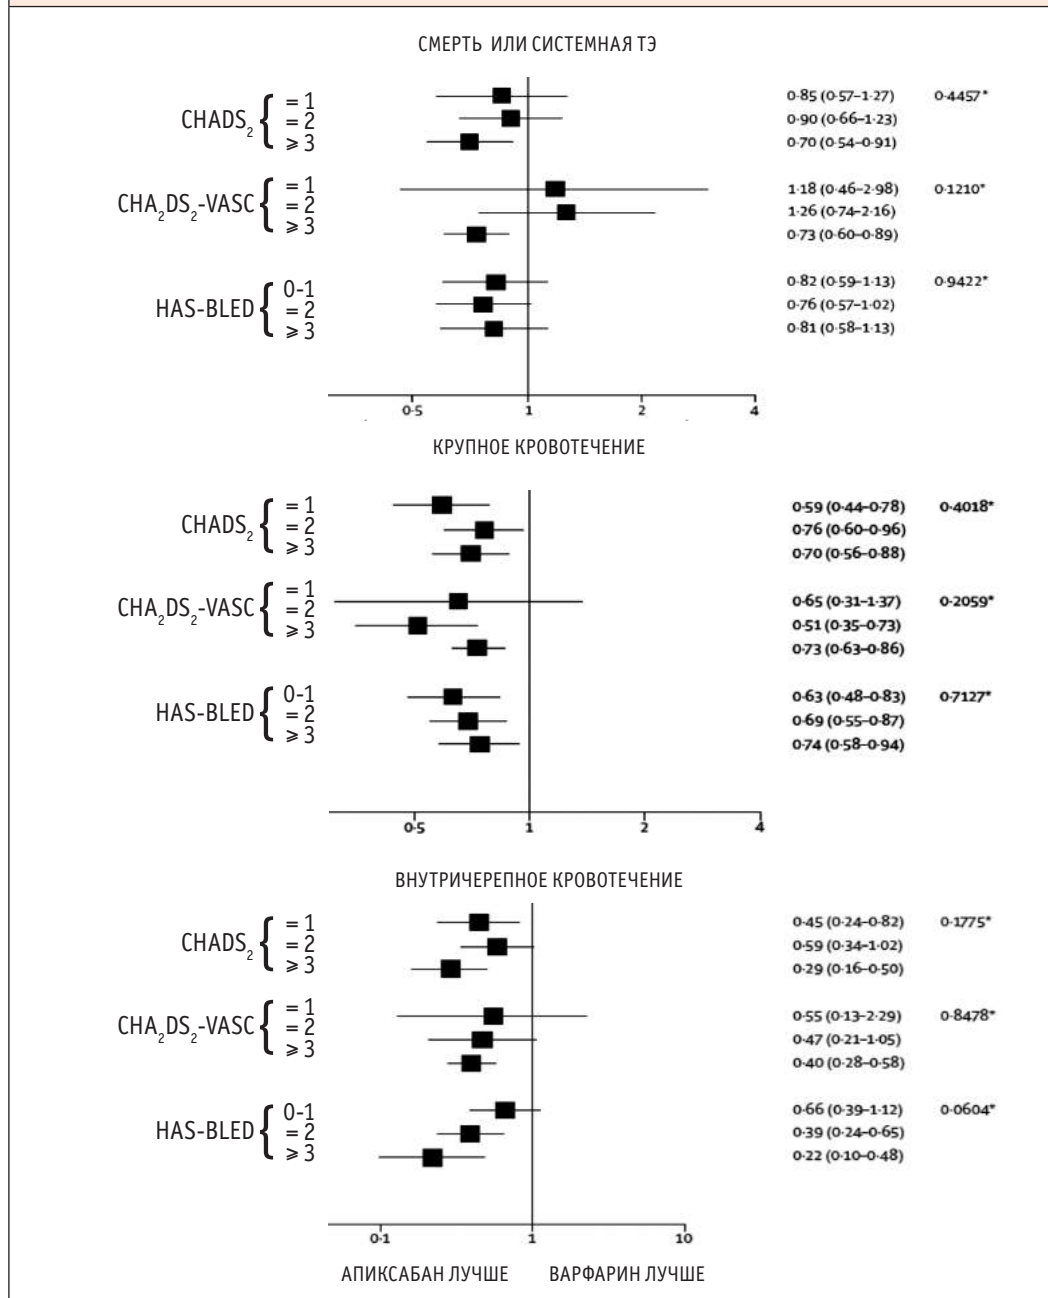 СМЕРТЬ ИЛИ СИСТЕМНАЯ ТЭ
CHADS₂ { = 1 0·85 (0·57–1·27) 0·4457*
= 2 0·90 (0·66–1·23)
⩾ 3 0·70 (0·54–0·91)
CHA₂DS₂-VASC { = 1 1·18 (0·46–2·98) 0·1210*
= 2 1·26 (0·74–2·16)
⩾ 3 0·73 (0·60–0·89)
HAS-BLED { 0-1 0·82 (0·59–1·13) 0·9422*
= 2 0·76 (0·57–1·02)
⩾ 3 0·81 (0·58–1·13)
0·5 1 2 4
КРУПНОЕ КРОВОТЕЧЕНИЕ
CHADS₂ { = 1 0·59 (0·44–0·78) 0·4018*
= 2 0·76 (0·60–0·96)
⩾ 3 0·70 (0·56–0·88)
CHA₂DS₂-VASC { = 1 0·65 (0·31–1·37) 0·2059*
= 2 0·51 (0·35–0·73)
⩾ 3 0·73 (0·63–0·86)
HAS-BLED { 0-1 0·63 (0·48–0·83) 0·7127*
= 2 0·69 (0·55–0·87)
⩾ 3 0·74 (0·58–0·94)
0·5 1 2 4
ВНУТРИЧЕРЕПНОЕ КРОВОТЕЧЕНИЕ
CHADS₂ { = 1 0·45 (0·24–0·82) 0·1775*
= 2 0·59 (0·34–1·02)
⩾ 3 0·29 (0·16–0·50)
CHA₂DS₂-VASC { = 1 0·55 (0·13–2·29) 0·8478*
= 2 0·47 (0·21–1·05)
⩾ 3 0·40 (0·28–0·58)
HAS-BLED { 0-1 0·66 (0·39–1·12) 0·0604*
= 2 0·39 (0·24–0·65)
⩾ 3 0·22 (0·10–0·48)
0·1 1 10
АПИКСАБАН ЛУЧШЕ ВАРФАРИН ЛУЧШЕ